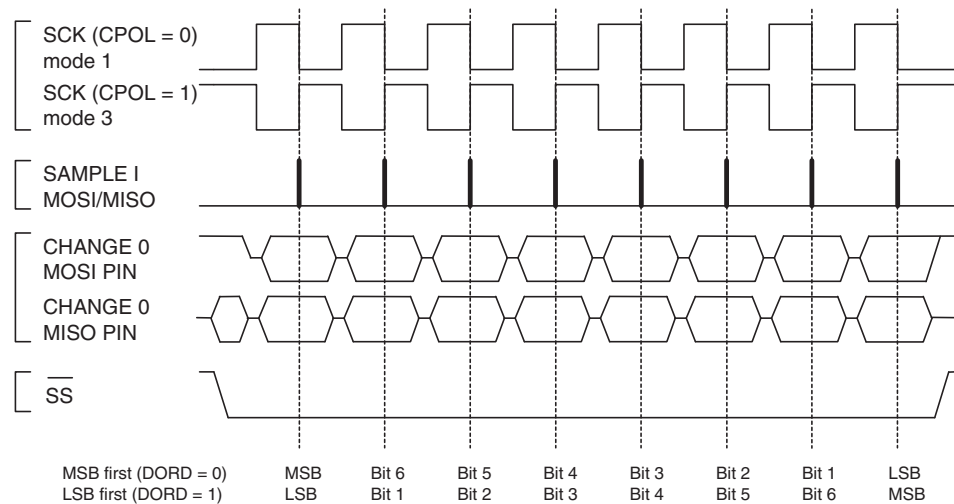 SCK (CPOL = 0)
mode 1
SCK (CPOL = 1)
mode 3
SAMPLE I
MOSI/MISO
CHANGE 0
MOSI PIN
CHANGE 0
MISO PIN
SS
MSB first (DORD = 0) MSB Bit 6 Bit 5 Bit 4 Bit 3 Bit 2 Bit 1 LSB
LSB first (DORD = 1) LSB Bit 1 Bit 2 Bit 3 Bit 4 Bit 5 Bit 6 MSB